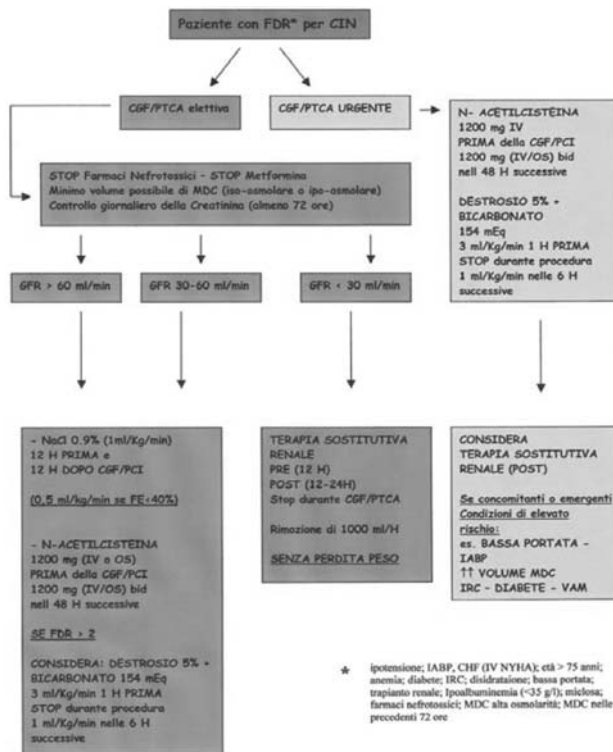 Paziente con FDR* per CIN
CGF/PTCA elettiva
CGF/PTCA URGENTE
N- ACETILCISTEINA
1200 mg IV
PRIMA della CGF/PCI
1200 mg (IV/OS) bid
nell 48 H successive
DESTROSIO 5% +
BICARBONATO
154 mEq
3 ml/Kg/min 1 H PRIMA
STOP durante procedura
1 ml/Kg/min nelle 6 H
successive
STOP Farmaci Nefrotossici - STOP Metformina
Minimo volume possibile di MDC (iso-osmolare o ipo-osmolare)
Controllo giornaliero della Creatinina (almeno 72 ore)
GFR > 60 ml/min
GFR 30-60 ml/min
GFR < 30 ml/min
- NaCl 0.9% (1ml/Kg/min)
12 H PRIMA e
12 H DOPO CGF/PCI
(0,5 ml/kg/min se FE<40%)
- N-ACETILCISTEINA
1200 mg (IV o OS)
PRIMA della CGF/PCI
1200 mg (IV/OS) bid
nell 48 H successive
SE FDR > 2
CONSIDERA: DESTROSIO 5% +
BICARBONATO 154 mEq
3 ml/Kg/min 1 H PRIMA
STOP durante procedura
1 ml/Kg/min nelle 6 H
successive
TERAPIA SOSTITUTIVA
RENALE
PRE (12 H)
POST (12-24H)
Stop durante CGF/PTCA
Rimozione di 1000 ml/H
SENZA PERDITA PESO
CONSIDERA
TERAPIA SOSTITUTIVA
RENALE (POST)
Se concomitanti o emergenti
Condizioni di elevato
rischio:
es. BASSA PORTATA -
IABP
↑↑ VOLUME MDC
IRC - DIABETE - VAM
* ipotensione; IABP, CHF (IV NYHA); età > 75 anni;
anemia; diabete; IRC; disidrataione; bassa portata;
trapianto renale; Ipoalbuminemia (<35 g/l); mielosa;
farmaci nefrotossici; MDC alta osmolarità; MDC nelle
precedenti 72 ore